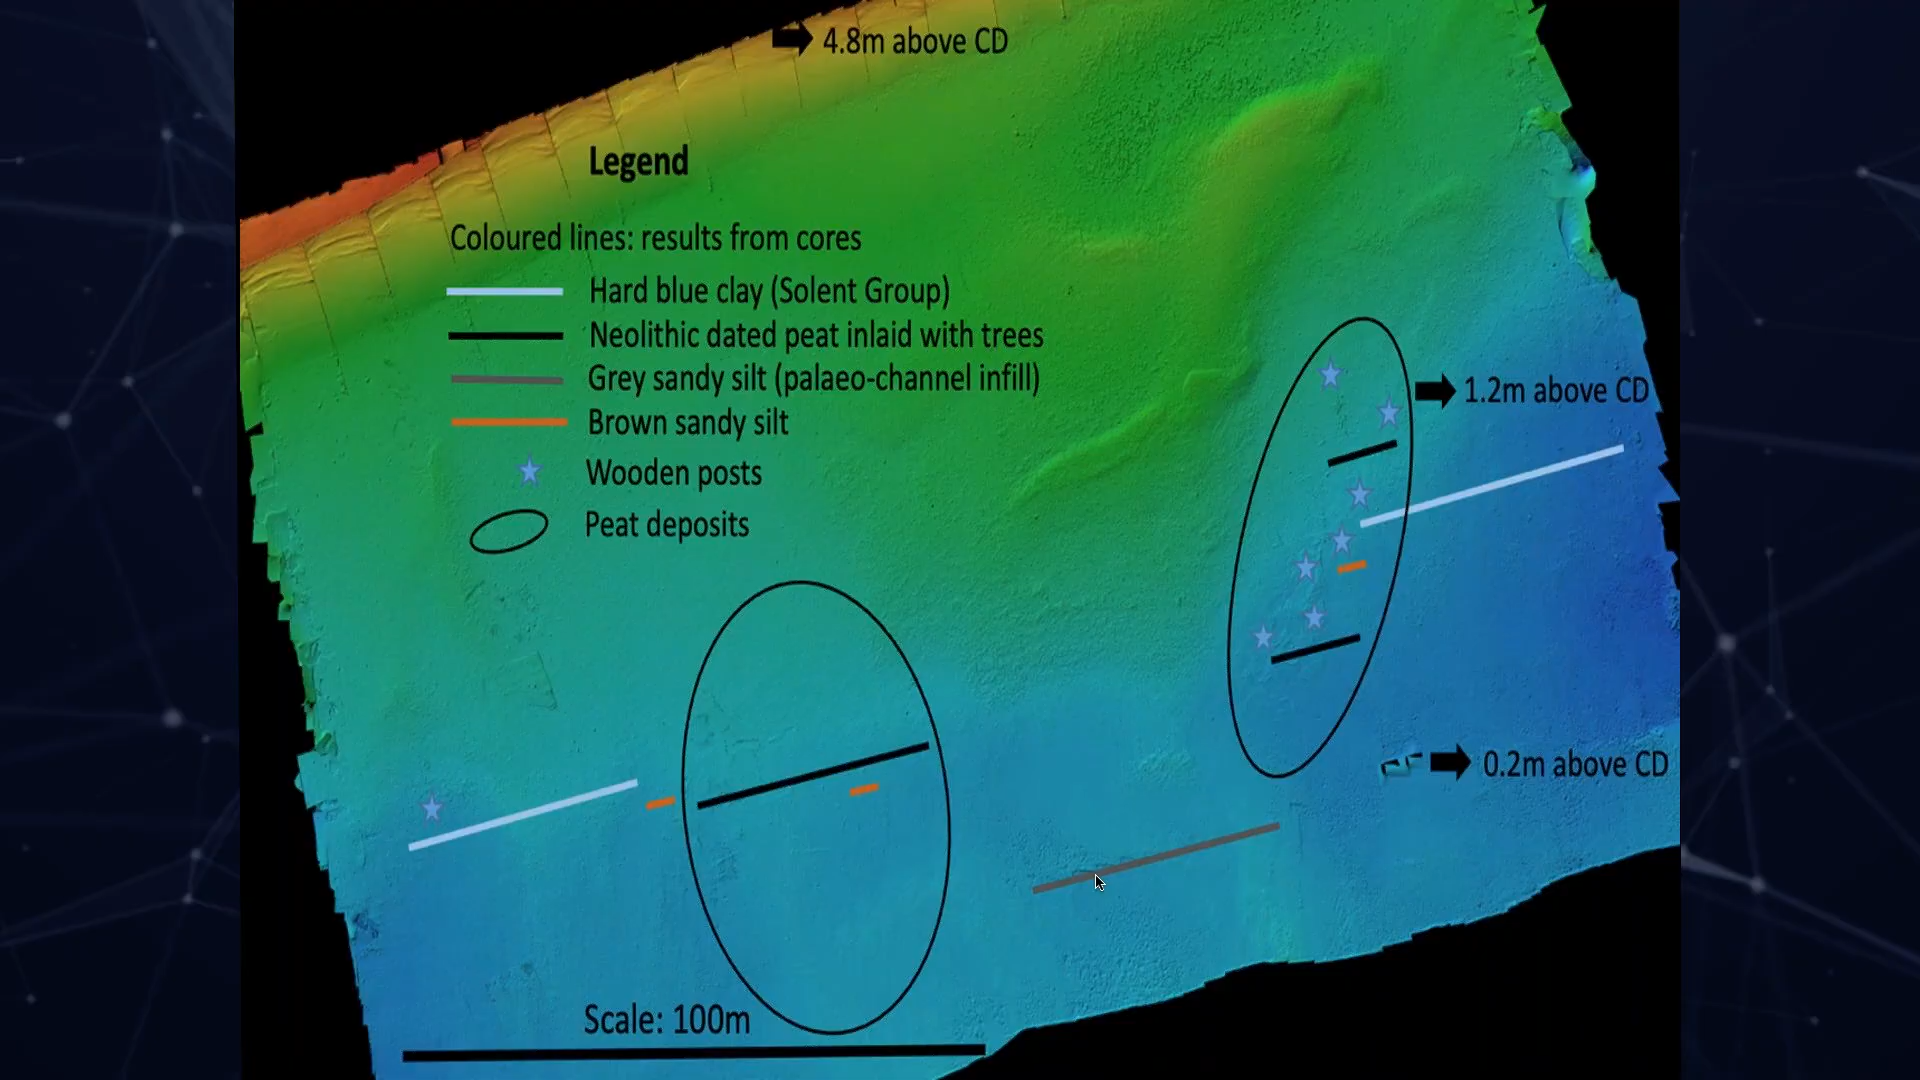 4.8m above CD
Legend
Coloured lines: results from cores
Hard blue clay (Solent Group)
Neolithic dated peat inlaid with trees
Grey sandy silt (palaeo-channel infill)
Brown sandy silt
Wooden posts
Peat deposits
1.2m above CD
0.2m above CD
Scale: 100m